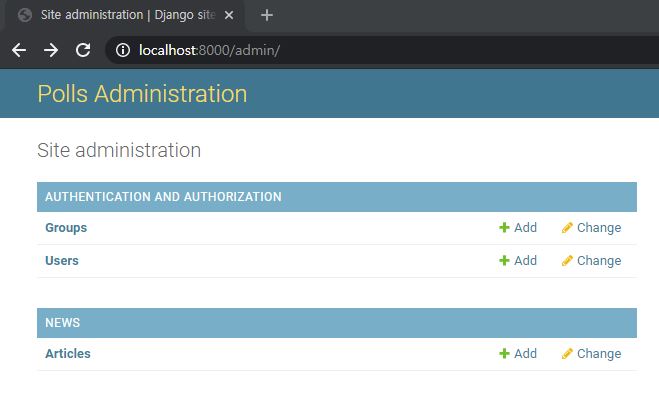 Site administration | Django site
localhost:8000/admin/
Polls Administration
Site administration
AUTHENTICATION AND AUTHORIZATION
Groups Add Change
Users Add Change
NEWS
Articles Add Change